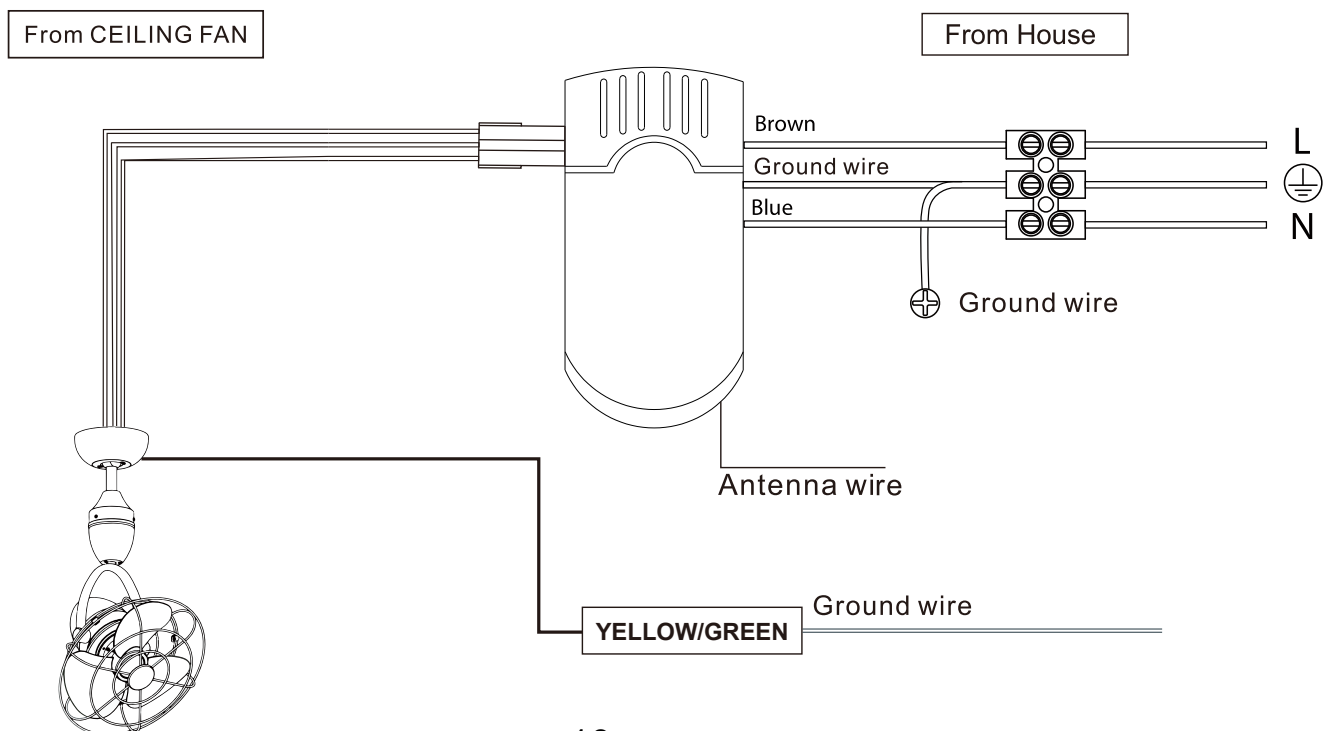 From CEILING FAN
From House
Brown
L
Ground wire
Blue
N
Ground wire
Antenna wire
Ground wire
YELLOW/GREEN